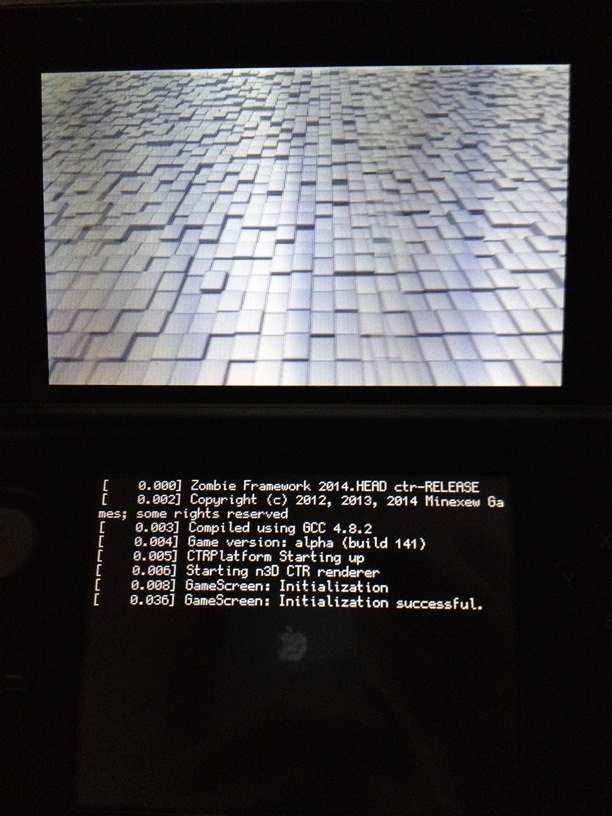 [ 0.000] Zombie Framework 2014.HEAD ctr-RELEASE
[ 0.002] Copyright (c) 2012, 2013, 2014 Minexew Ga
mes; some rights reserved
[ 0.003] Compiled using GCC 4.8.2
[ 0.004] Game version: alpha (build 141)
[ 0.005] CTRPlatform Starting up
[ 0.006] Starting n3D CTR renderer
[ 0.008] GameScreen: Initialization
[ 0.036] GameScreen: Initialization successful.